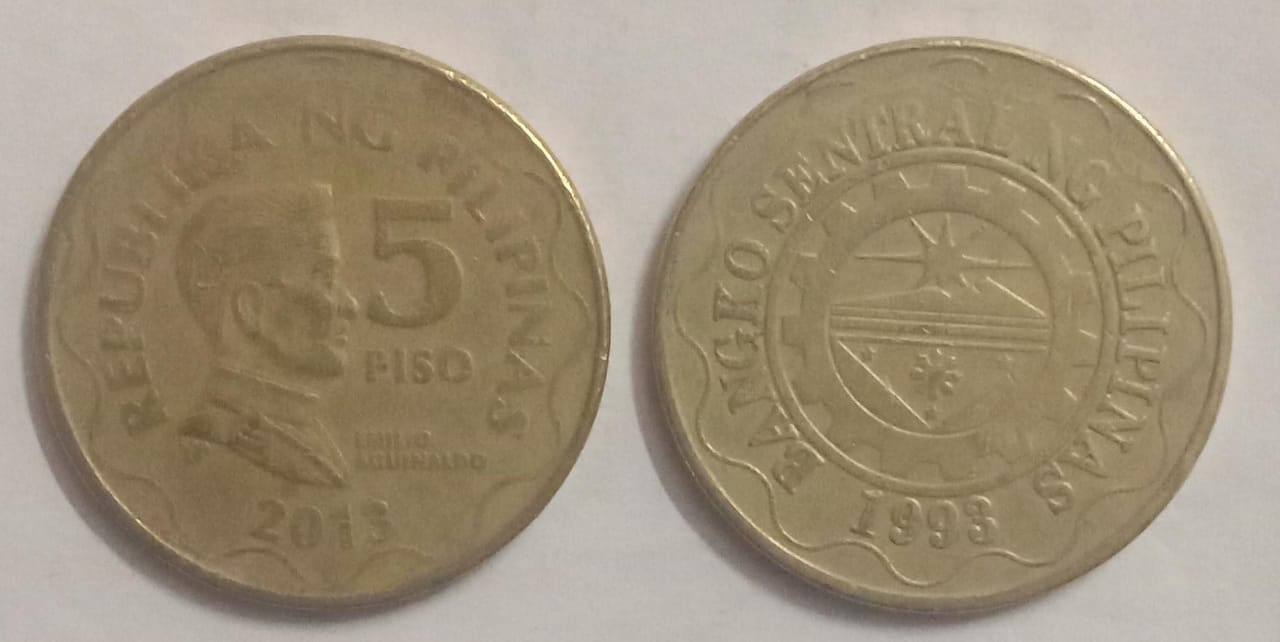 REPUBLIKA NG PILIPINAS
5
PISO
EMILIO
AGUINALDO
2013
BANGKO SENTRAL NG PILIPINAS
1993